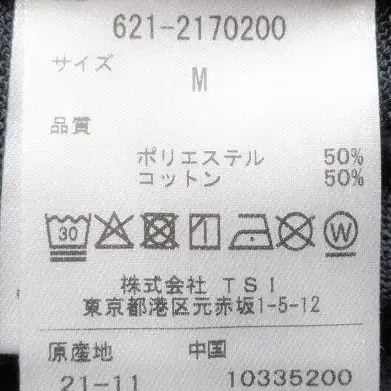 621-2170200
サイズ
M
品質
ポリエステル 50%
コットン 50%
30 W
株式会社 TSI
東京都港区元赤坂1-5-12
原産地 中国
21-11 10335200